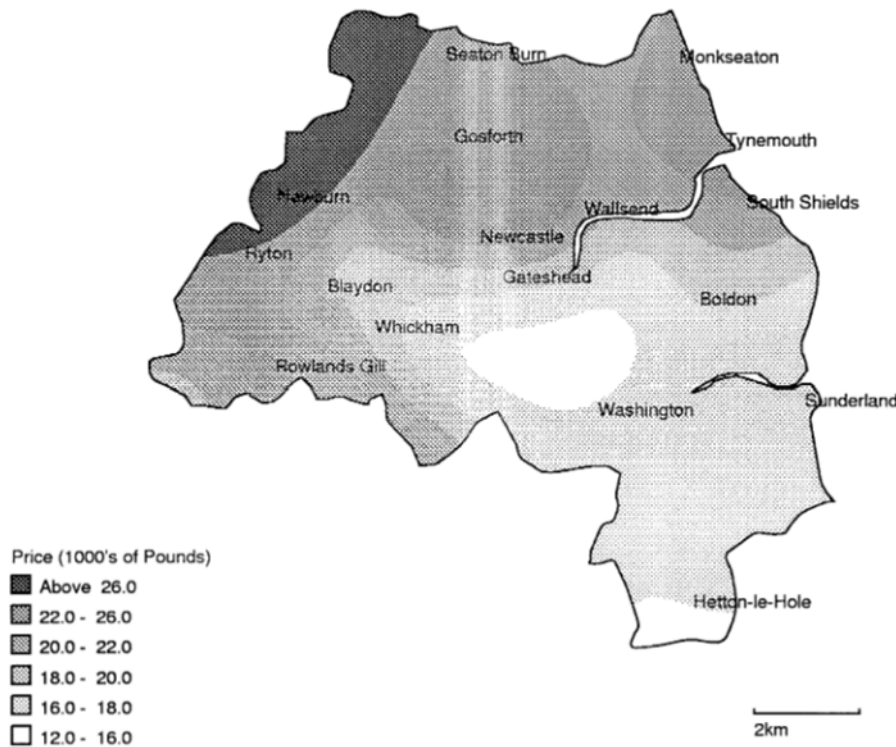 Seaton Burn
Monkseaton
Gosforth
Tynemouth
Newburn
Wallsend
South Shields
Newcastle
Ryton
Gateshead
Blaydon
Boldon
Whickham
Rowlands Gill
Washington
Sunderland
Hetton-le-Hole
Price (1000's of Pounds)
Above 26.0
22.0 - 26.0
20.0 - 22.0
18.0 - 20.0
16.0 - 18.0
12.0 - 16.0
2km